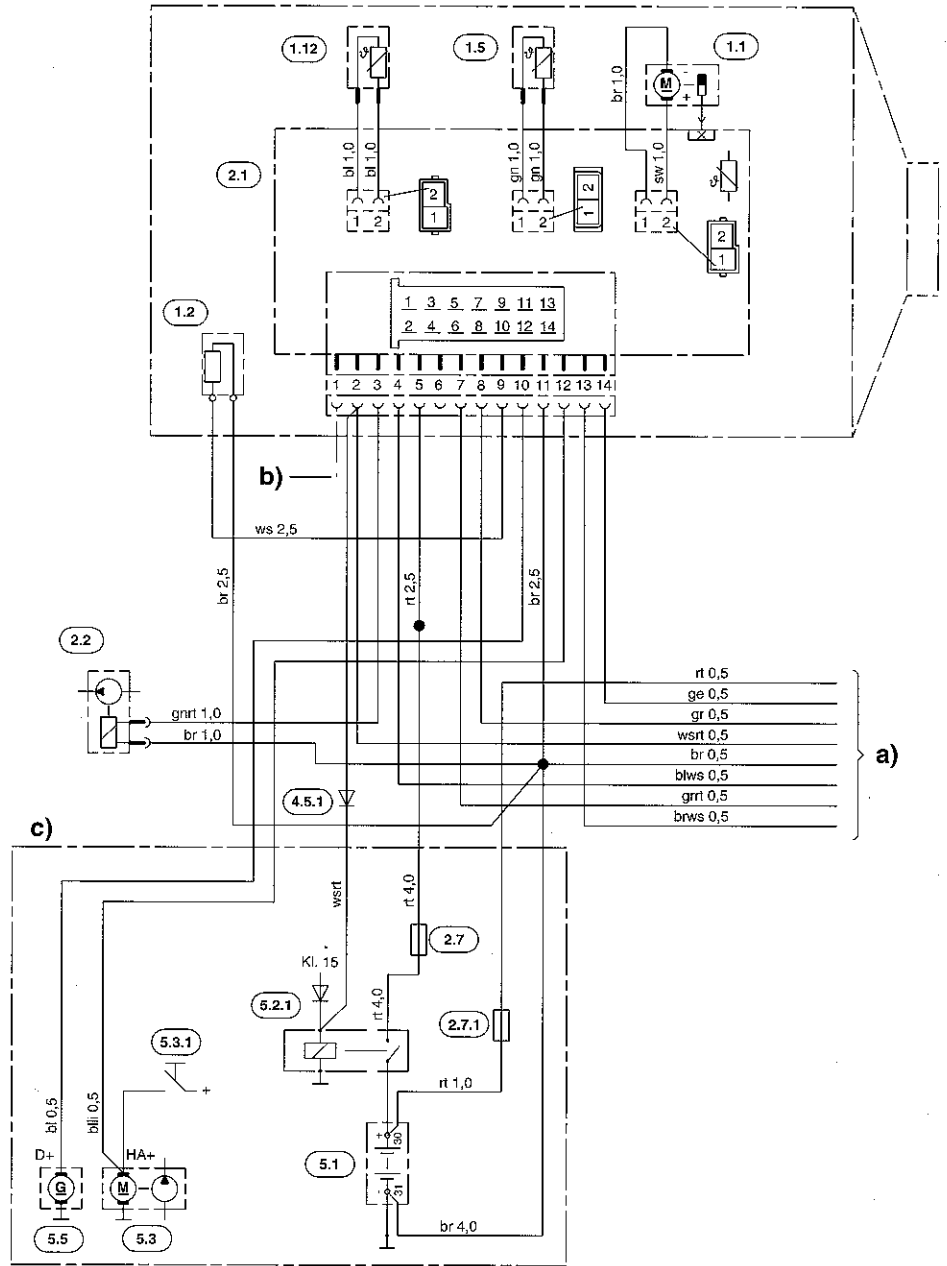 1.12
1.5
1.1
br 1,0
M
-
+
2.1
bl 1,0
bl 1,0
gn 1,0
gn 1,0
sw 1,0
ϑ
ϑ
ϑ
1 2
2
1
1 2
2
1
1 2
2
1
1 3 5 7 9 11 13
2 4 6 8 10 12 14
1.2
1 2 3 4 5 6 7 8 9 10 11 12 13 14
b)
ws 2,5
br 2,5
rt 2,5
br 2,5
2.2
rt 0,5
ge 0,5
gnrt 1,0
gr 0,5
br 1,0
wsrt 0,5
br 0,5
a)
blws 0,5
4.5.1
grrt 0,5
brws 0,5
c)
wsrt
rt 4,0
2.7
Kl. 15
5.2.1
rt 4,0
2.7.1
5.3.1
+
rt 1,0
bl 0,5
blli 0,5
+
30
D+
HA+
5.1
G
M
-
31
br 4,0
5.5
5.3